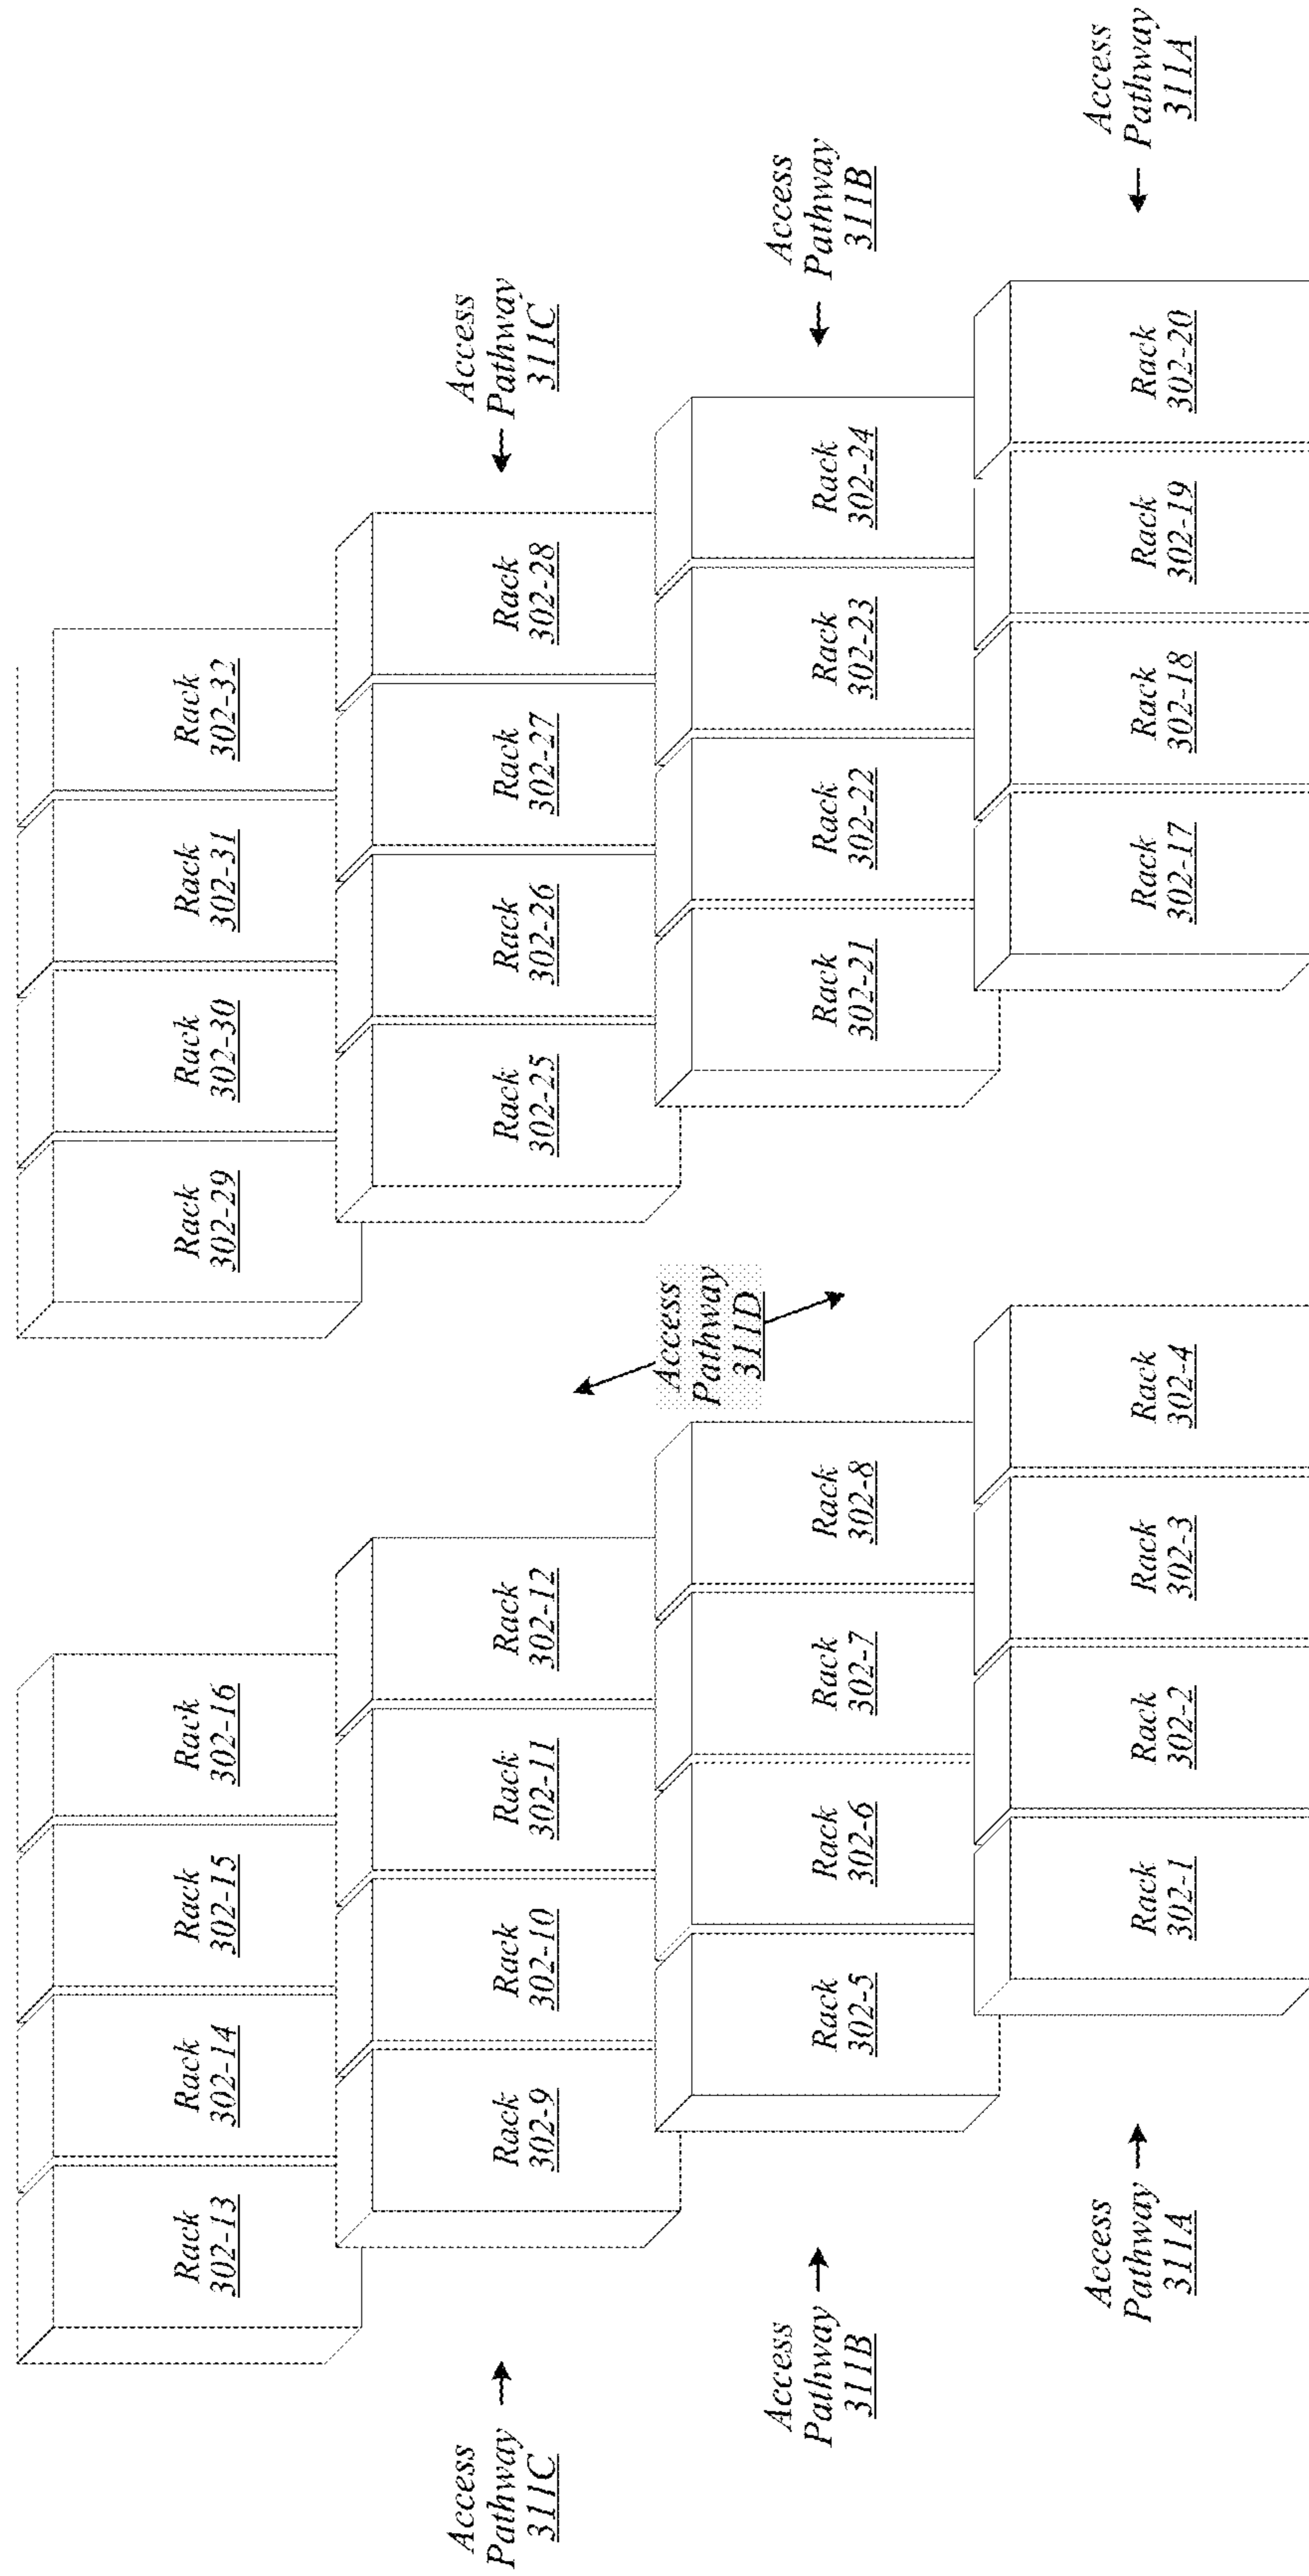 Rack
302-13
Rack
302-14
Rack
302-15
Rack
302-16
Rack
302-29
Rack
302-30
Rack
302-31
Rack
302-32
Access
Pathway
311C
Rack
302-9
Rack
302-10
Rack
302-11
Rack
302-12
Rack
302-25
Rack
302-26
Rack
302-27
Rack
302-28
Access
Pathway
311C
Access
Pathway
311D
Access
Pathway
311B
Rack
302-5
Rack
302-6
Rack
302-7
Rack
302-8
Rack
302-21
Rack
302-22
Rack
302-23
Rack
302-24
Access
Pathway
311B
Access
Pathway
311A
Rack
302-1
Rack
302-2
Rack
302-3
Rack
302-4
Rack
302-17
Rack
302-18
Rack
302-19
Rack
302-20
Access
Pathway
311A